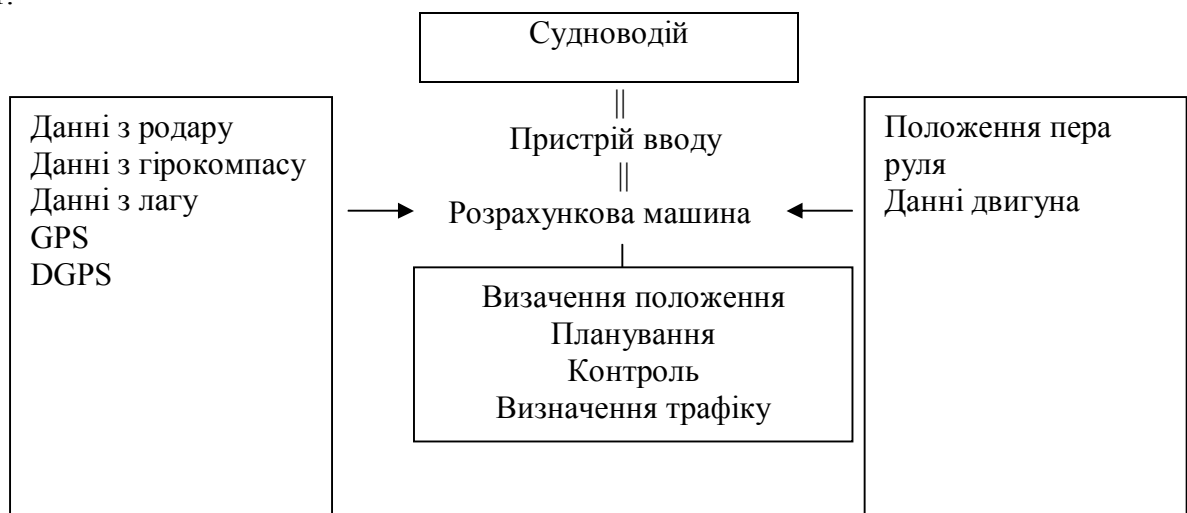 Судноводій
||
Пристрій вводу
||
Розрахункова машина
Данні з родару
Данні з гірокомпасу
Данні з лагу
GPS
DGPS
Положення пера
руля
Данні двигуна
Визачення положення
Планування
Контроль
Визначення трафіку